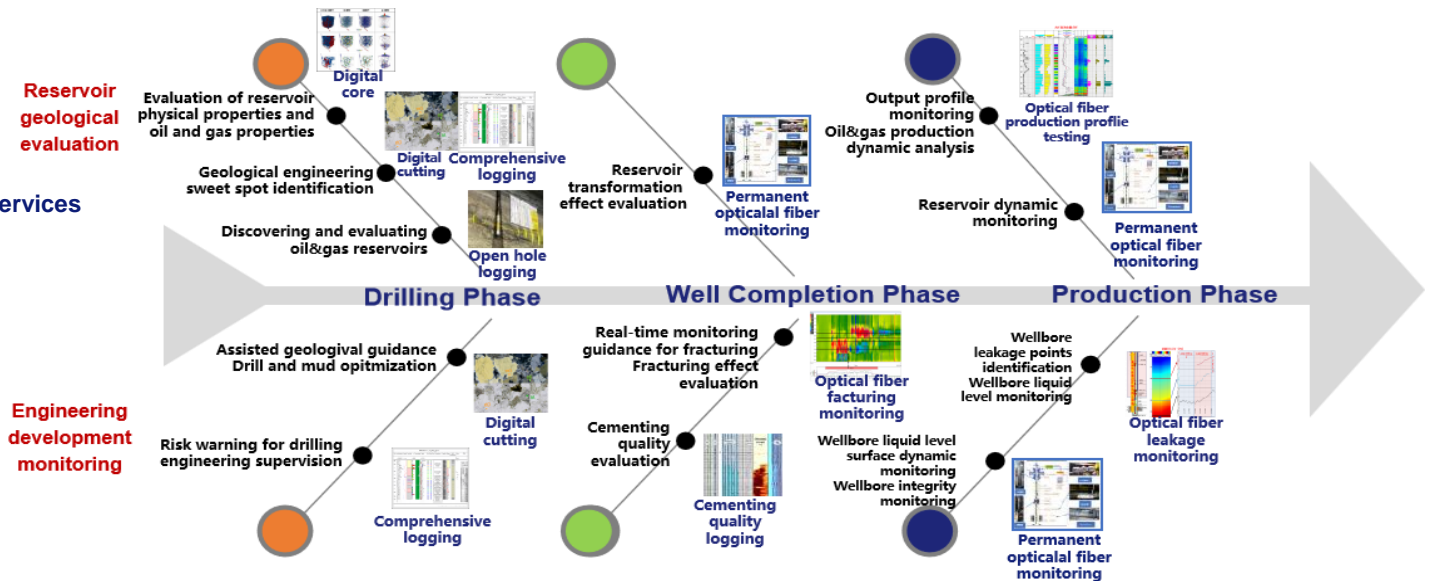 Reservoir
geological
evaluation
ervices
Engineering
development
monitoring
Digital
core
Evaluation of reservoir
physical properties and
oil and gas properties
Digital
cutting
Comprehensive
logging
Geological engineering
sweet spot identification
Discovering and evaluating
oil&gas reservoirs
Open hole
logging
Reservoir
transformation
effect evaluation
Permanent
opticalal fiber
monitoring
Output profile
monitoring
Oil&gas production
dynamic analysis
Optical fiber
production proflie
testing
Reservoir dynamic
monitoring
Permanent
optical fiber
monitoring
Drilling Phase
Well Completion Phase
Production Phase
Assisted geologival guidance
Drill and mud opitmization
Digital
cutting
Risk warning for drilling
engineering supervision
Comprehensive
logging
Real-time monitoring
guidance for fracturing
Fracturing effect
evaluation
Optical fiber
facturing
monitoring
Cementing
quality
evaluation
Cementing
quality
logging
Wellbore
leakage points
identification
Wellbore liquid
level monitoring
Optical fiber
leakage
monitoring
Wellbore liquid level
surface dynamic
monitoring
Wellbore integrity
monitoring
Permanent
opticalal fiber
monitoring